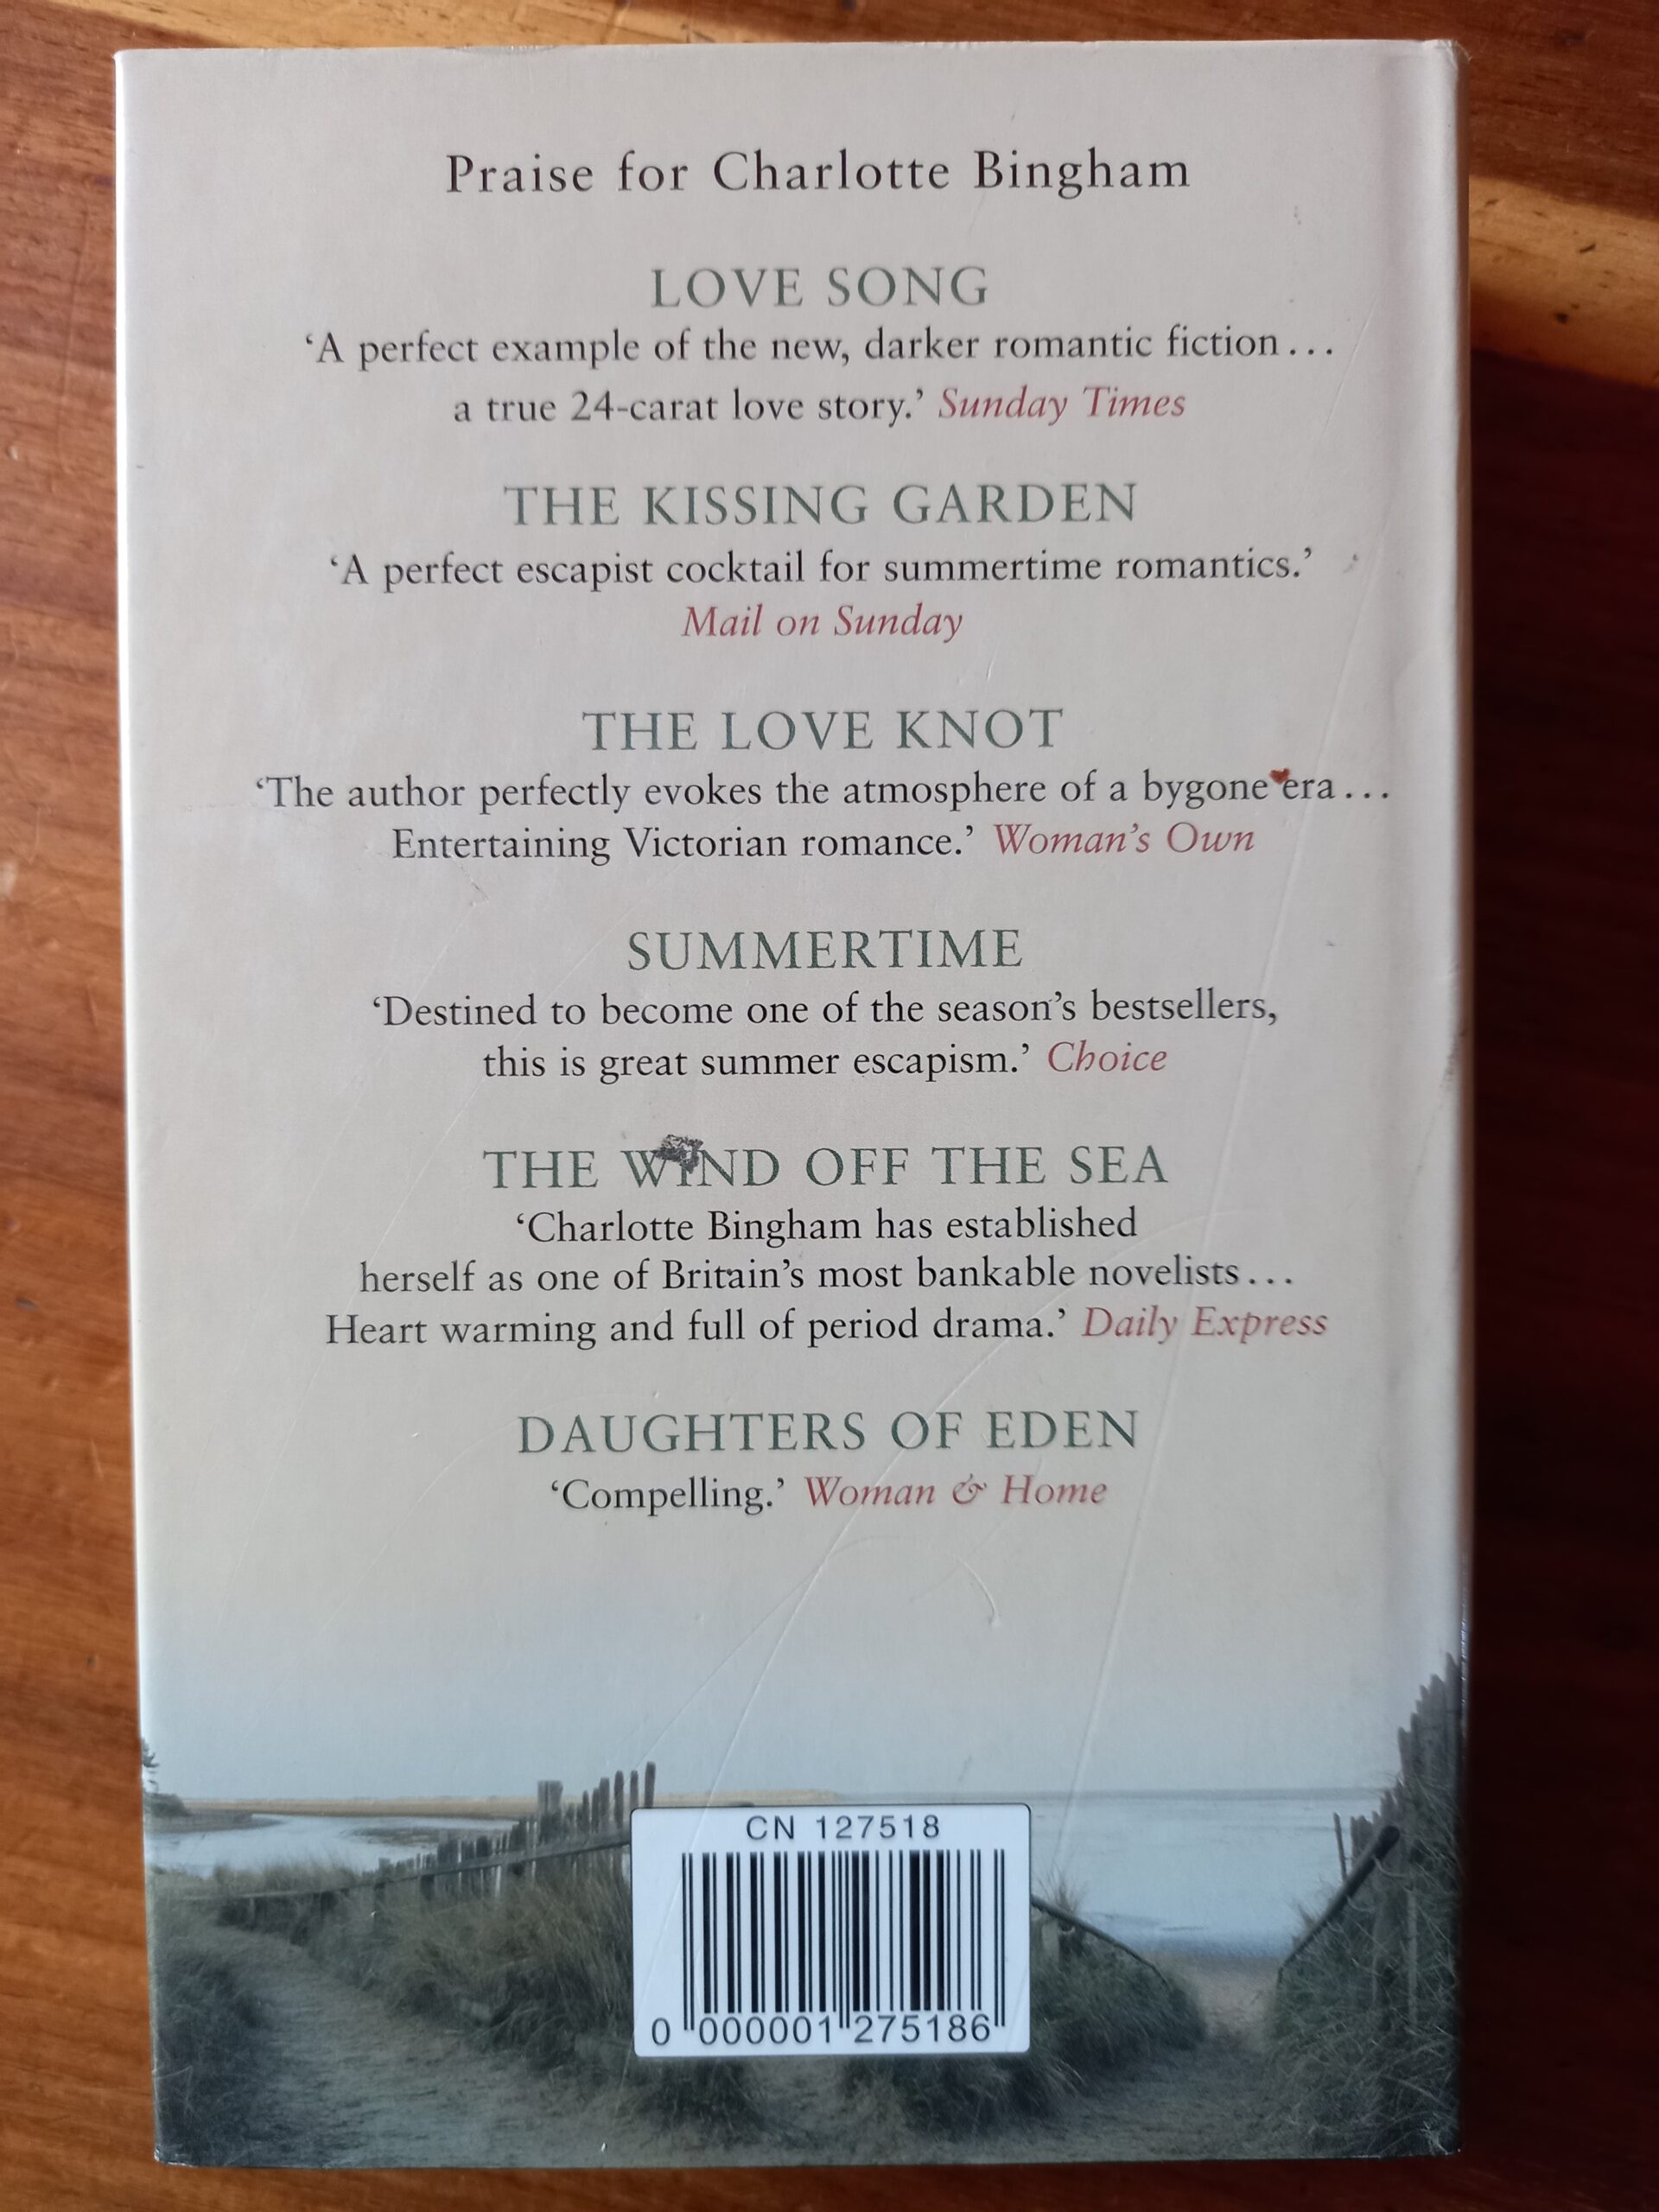 Praise for Charlotte Bingham
LOVE SONG
‘A perfect example of the new, darker romantic fiction...
a true 24-carat love story.’ Sunday Times
THE KISSING GARDEN
‘A perfect escapist cocktail for summertime romantics.’
Mail on Sunday
THE LOVE KNOT
‘The author perfectly evokes the atmosphere of a bygone era...
Entertaining Victorian romance.’ Woman’s Own
SUMMERTIME
‘Destined to become one of the season’s bestsellers,
this is great summer escapism.’ Choice
THE WIND OFF THE SEA
‘Charlotte Bingham has established
herself as one of Britain’s most bankable novelists...
Heart warming and full of period drama.’ Daily Express
DAUGHTERS OF EDEN
‘Compelling.’ Woman & Home
CN 127518
0 000001 275186